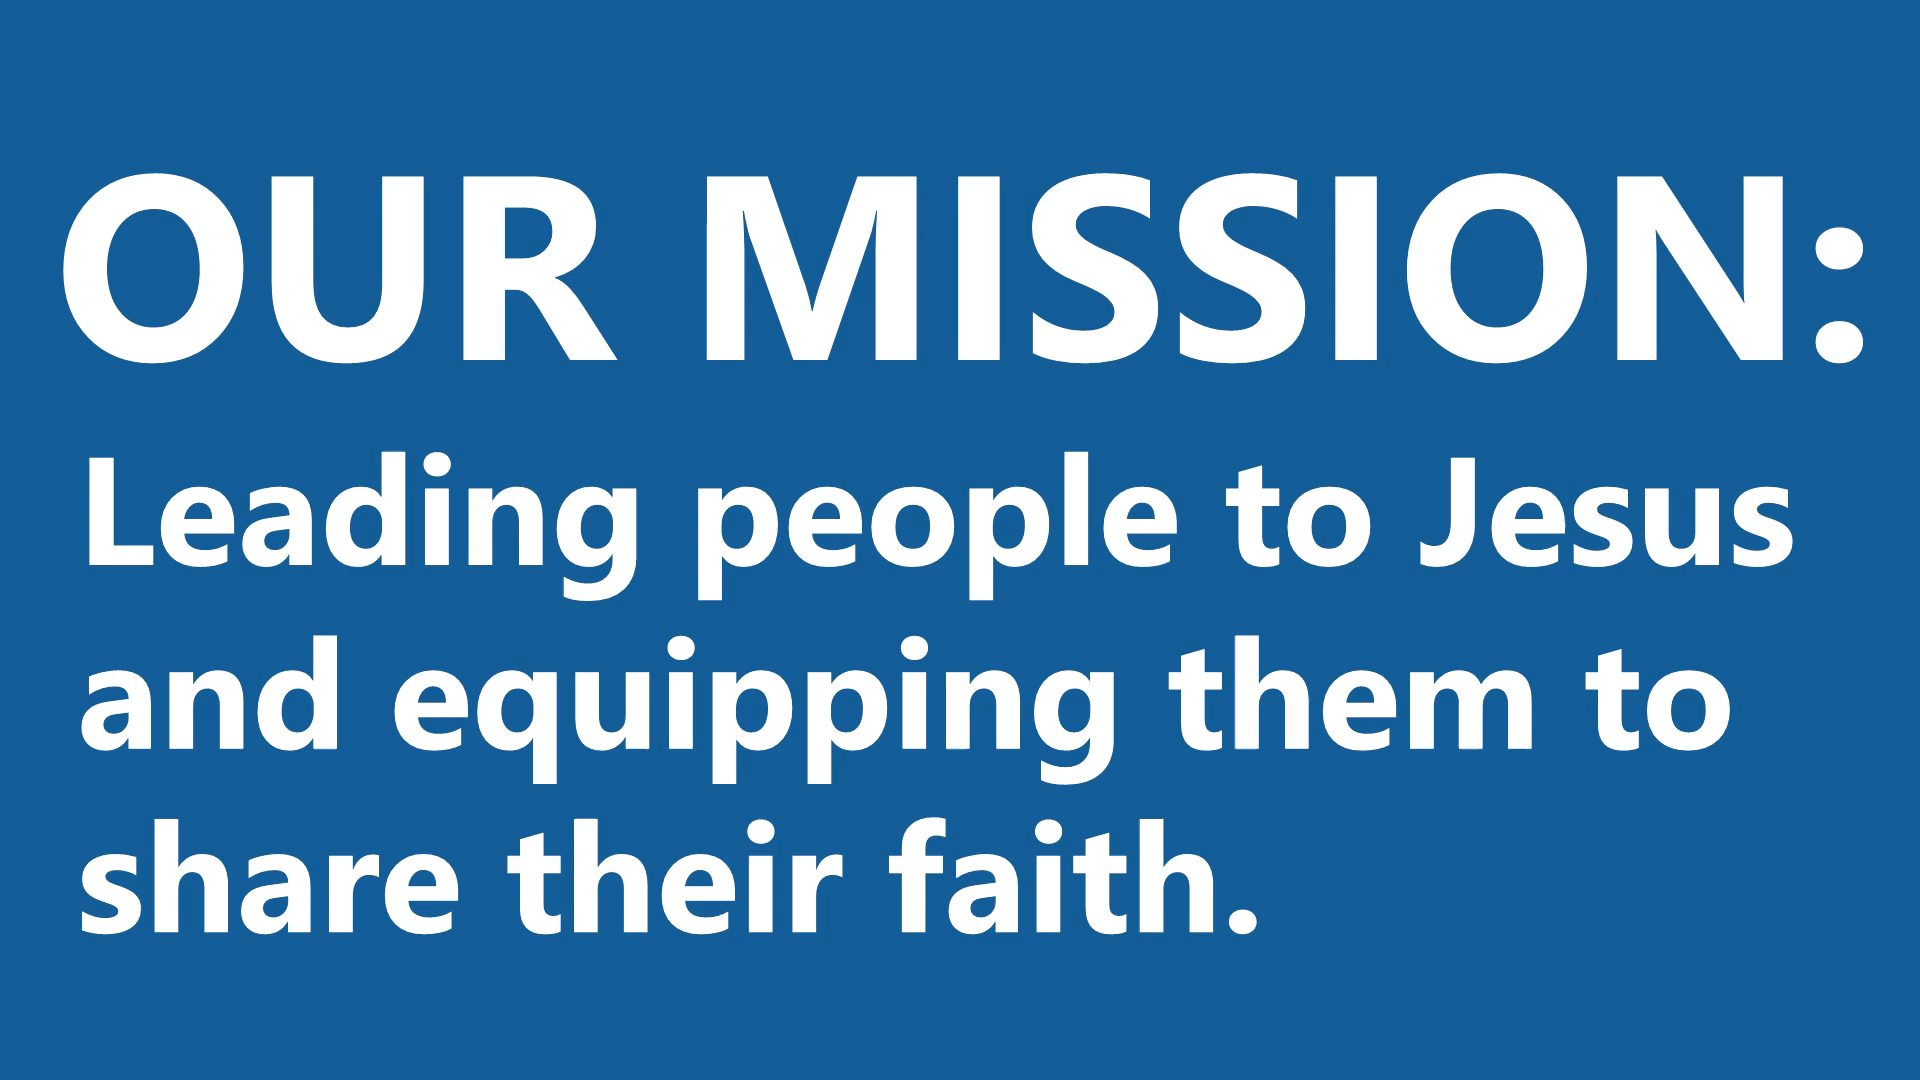 OUR MISSION:
Leading people to Jesus
and equipping them to
share their faith.